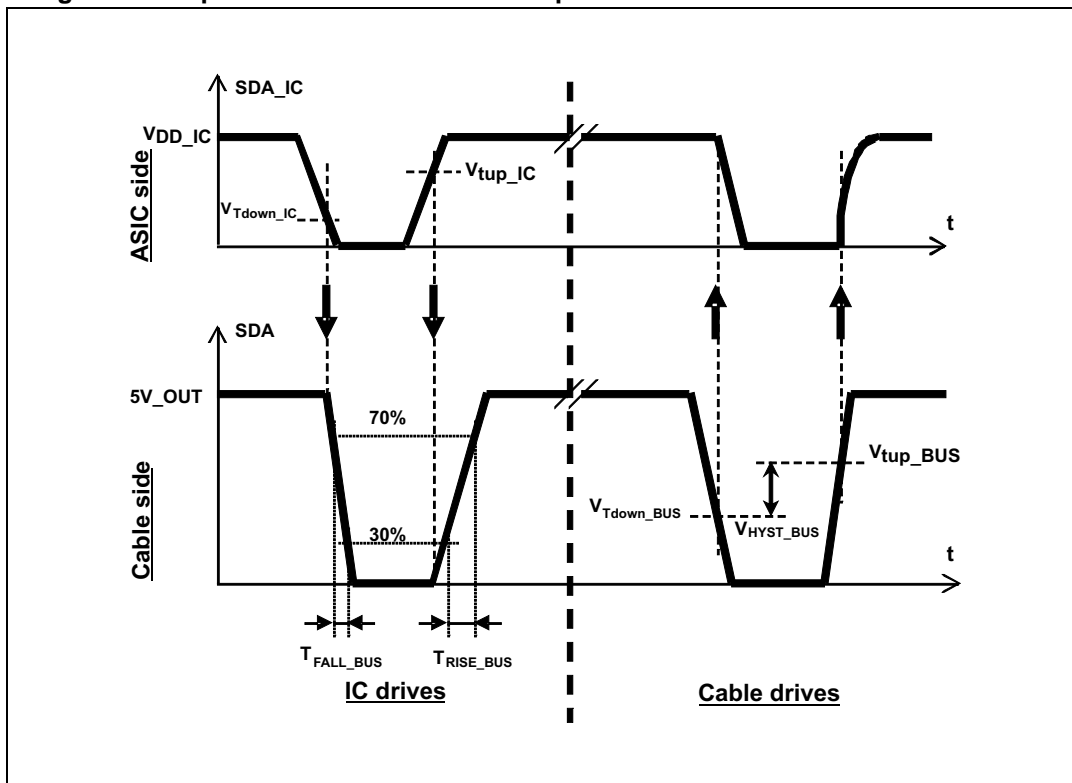 SDA_IC
VDD_IC
Vtup_IC
VTdown_IC
ASIC side
t
SDA
5V_OUT
70%
Vtup_BUS
VTdown_BUS
VHYST_BUS
30%
Cable side
t
TFALL_BUS
TRISE_BUS
IC drives
Cable drives